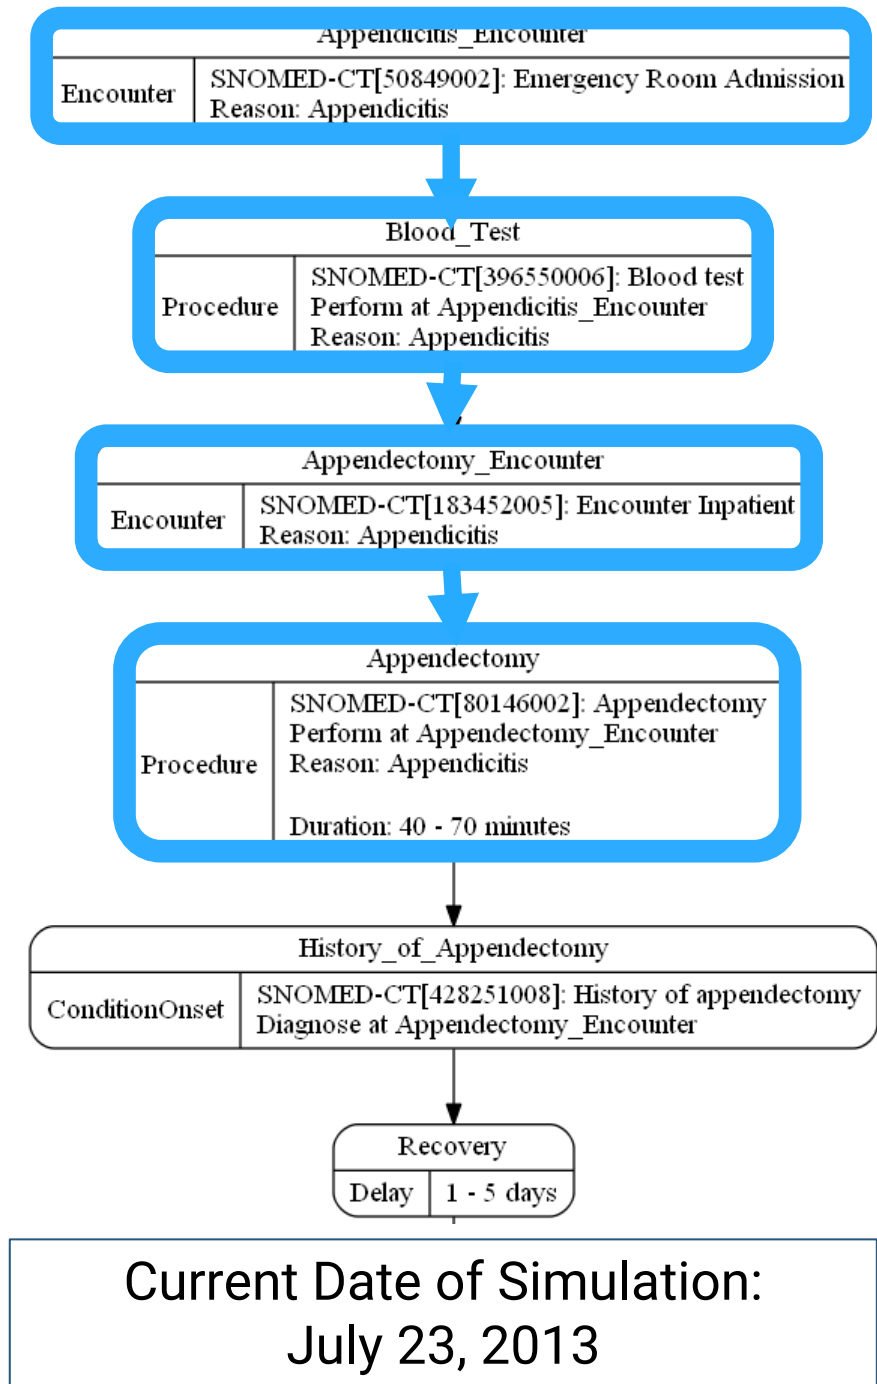 Appendicitis_Encounter
Encounter
SNOMED-CT[50849002]: Emergency Room Admission
Reason: Appendicitis
Blood_Test
Procedure
SNOMED-CT[396550006]: Blood test
Perform at Appendicitis_Encounter
Reason: Appendicitis
Appendectomy_Encounter
Encounter
SNOMED-CT[183452005]: Encounter Inpatient
Reason: Appendicitis
Appendectomy
Procedure
SNOMED-CT[80146002]: Appendectomy
Perform at Appendectomy_Encounter
Reason: Appendicitis
Duration: 40 - 70 minutes
History_of_Appendectomy
ConditionOnset
SNOMED-CT[428251008]: History of appendectomy
Diagnose at Appendectomy_Encounter
Recovery
Delay
1 - 5 days
Current Date of Simulation:
July 23, 2013